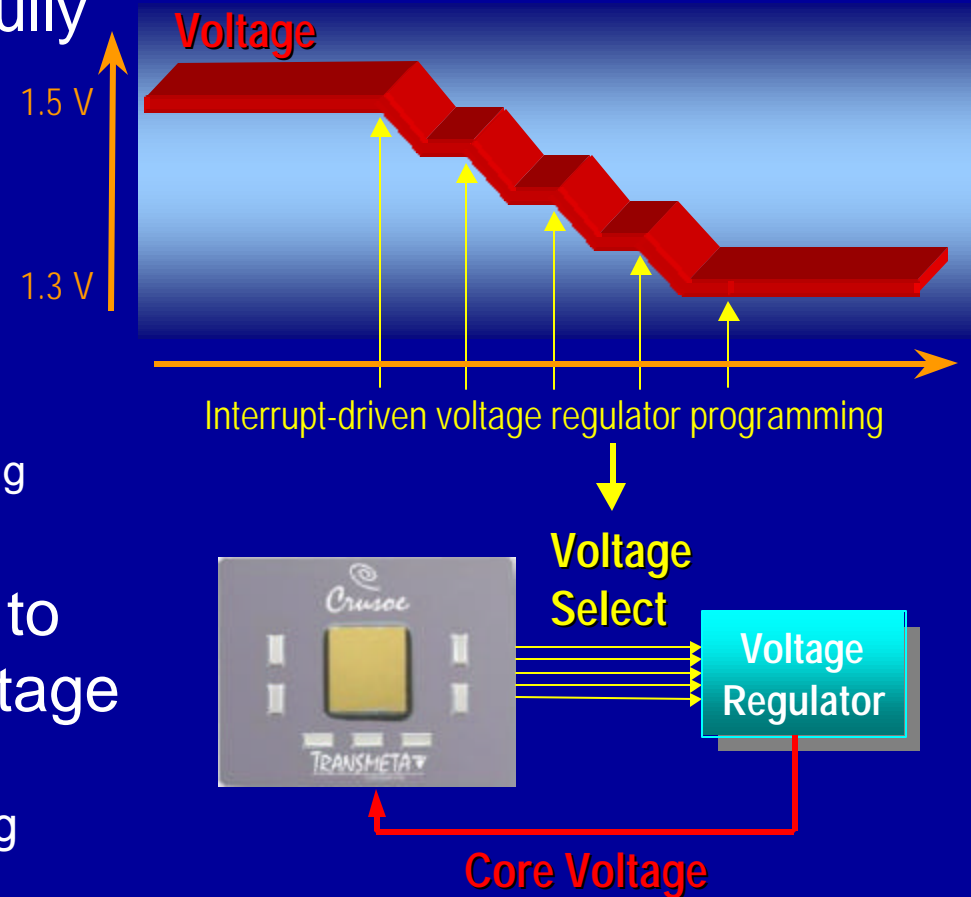 ully
Voltage
1.5 V
1.3 V
Interrupt-driven voltage regulator programming
g
Voltage
Select
to
tage
Crusoe
TRANSMETA
Voltage
Regulator
g
Core Voltage